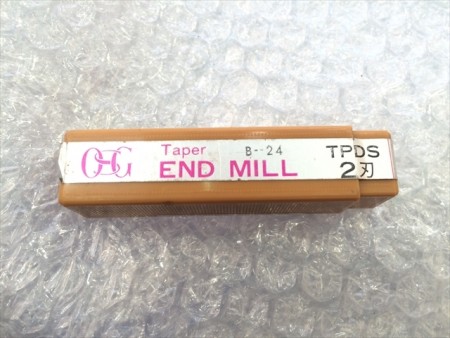 OSG
Taper B-24
END MILL
TPDS
2刃